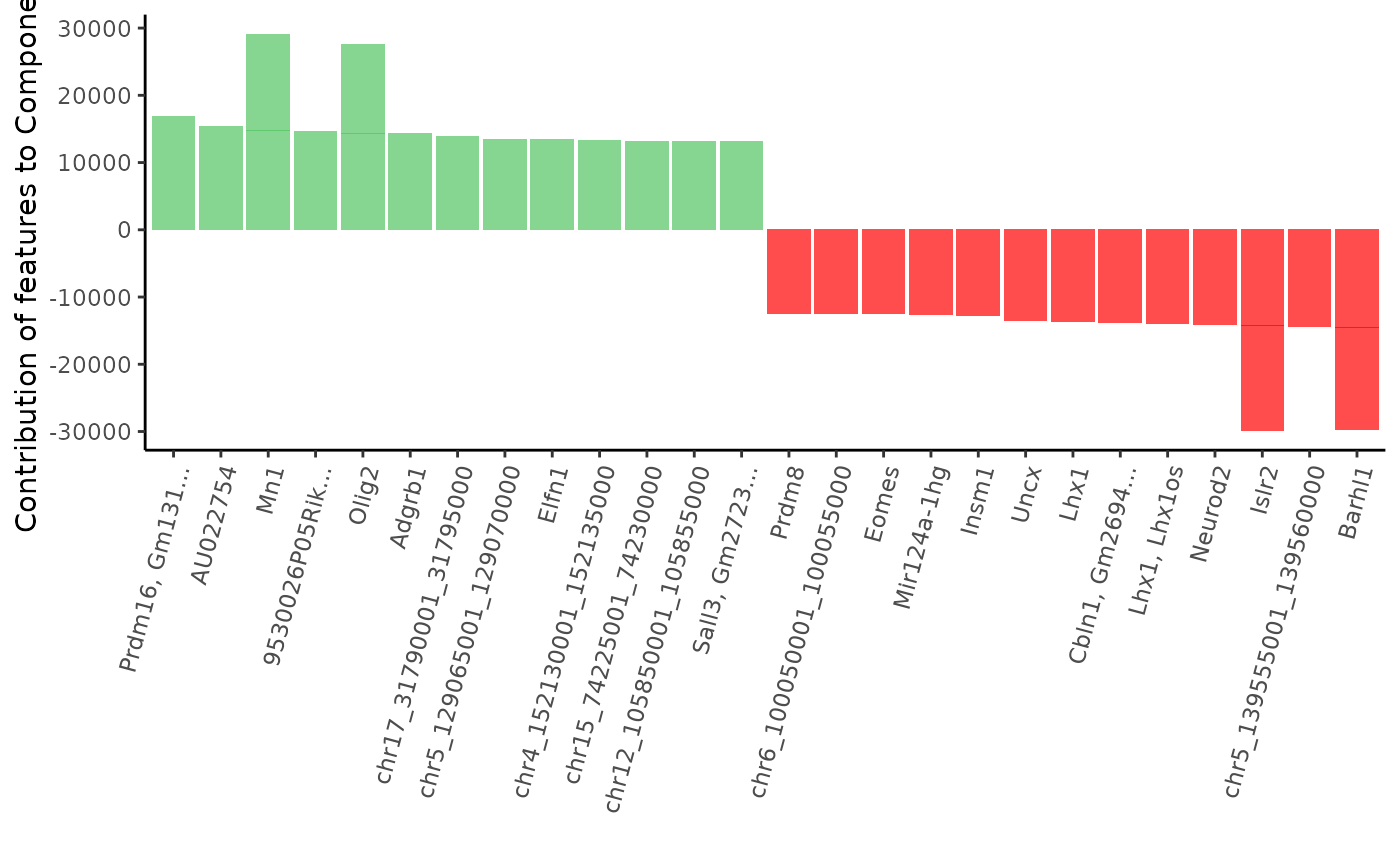 Contribution of features to Compone
30000
20000
10000
0
-10000
-20000
-30000
Prdm16, Gm131...
AU022754
Mn1
9530026P05Rik...
Olig2
Adgrb1
chr17_31790001_31795000
chr5_129065001_129070000
Elfn1
chr4_152130001_152135000
chr15_74225001_74230000
chr12_105850001_105855000
Sall3, Gm2723...
Prdm8
chr6_100050001_100055000
Eomes
Mir124a-1hg
Insm1
Uncx
Lhx1
Cbln1, Gm2694...
Lhx1, Lhx1os
Neurod2
Islr2
chr5_139555001_139560000
Barhl1